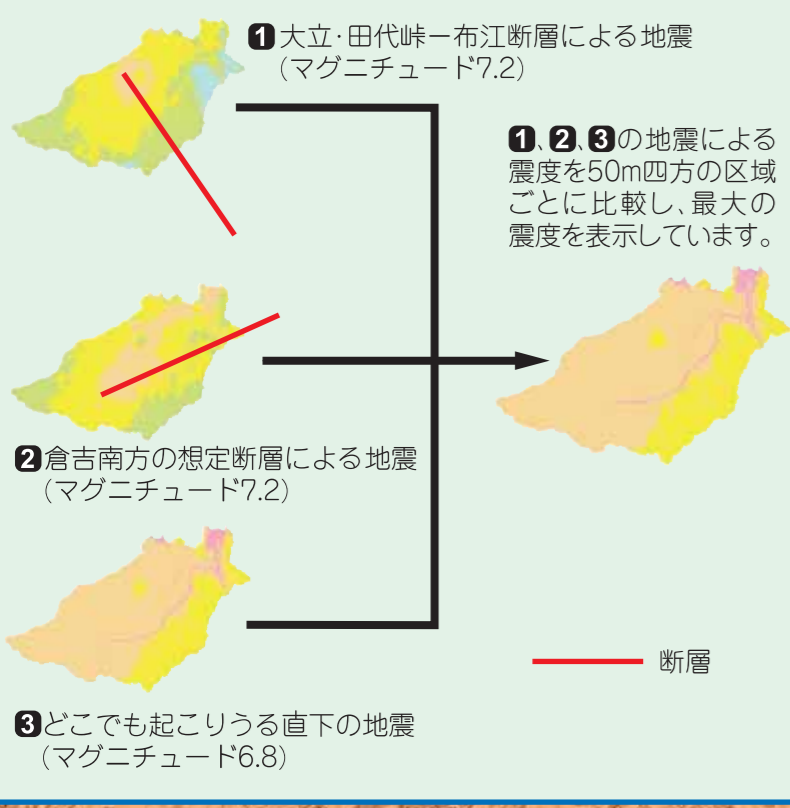 ❶大立・田代峠ー布江断層による地震
(マグニチュード7.2)
❶、❷、❸の地震による
震度を50m四方の区域
ごとに比較し、最大の
震度を表示しています。
❷倉吉南方の想定断層による地震
(マグニチュード7.2)
断層
❸どこでも起こりうる直下の地震
(マグニチュード6.8)